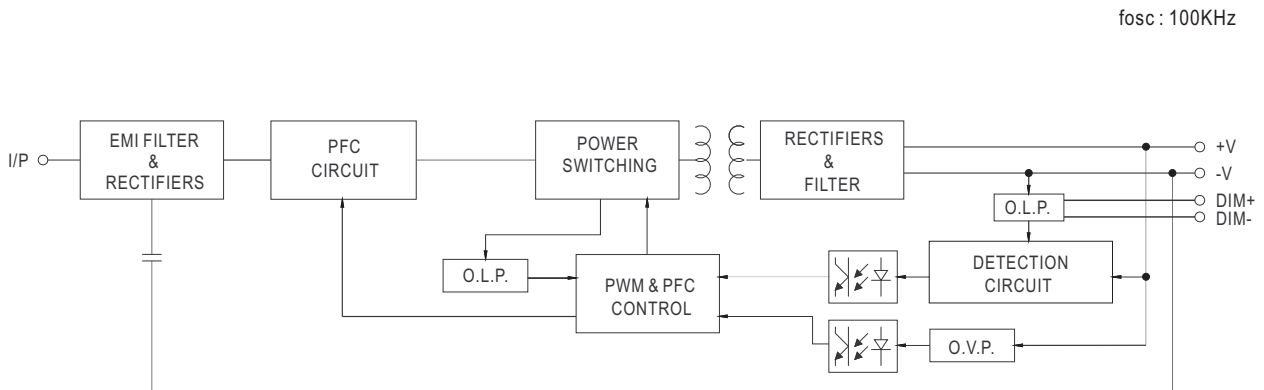 fosc : 100KHz
I/P
EMI FILTER
&
RECTIFIERS
PFC
CIRCUIT
POWER
SWITCHING
RECTIFIERS
&
FILTER
+V
-V
DIM+
DIM-
O.L.P.
O.L.P.
PWM & PFC
CONTROL
DETECTION
CIRCUIT
O.V.P.